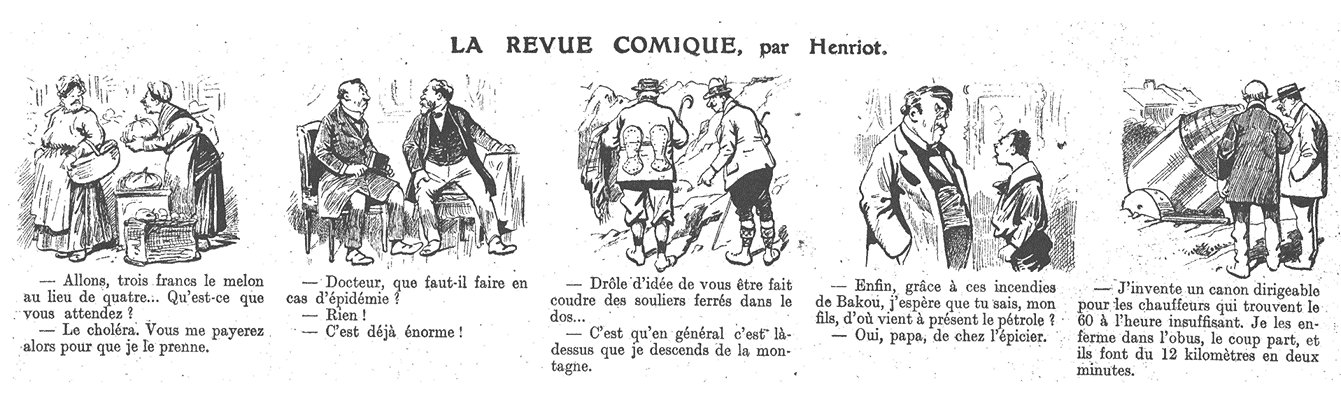 LA REVUE COMIQUE, par Henriot.
— Allons, trois francs le melon
au lieu de quatre... Qu'est-ce que
vous attendez ?
— Le choléra. Vous me payerez
alors pour que je le prenne.
— Docteur, que faut-il faire en
cas d'épidémie ?
— Rien !
— C'est déjà énorme !
— Drôle d'idée de vous être fait
coudre des souliers ferrés dans le
dos...
— C'est qu'en général c'est là-
dessus que je descends de la mon-
tagne.
— Enfin, grâce à ces incendies
de Bakou, j'espère que tu sais, mon
fils, d'où vient à présent le pétrole ?
— Oui, papa, de chez l'épicier.
— J'invente un canon dirigeable
pour les chauffeurs qui trouvent le
60 à l'heure insuffisant. Je les en-
ferme dans l'obus, le coup part, et
ils font du 12 kilomètres en deux
minutes.